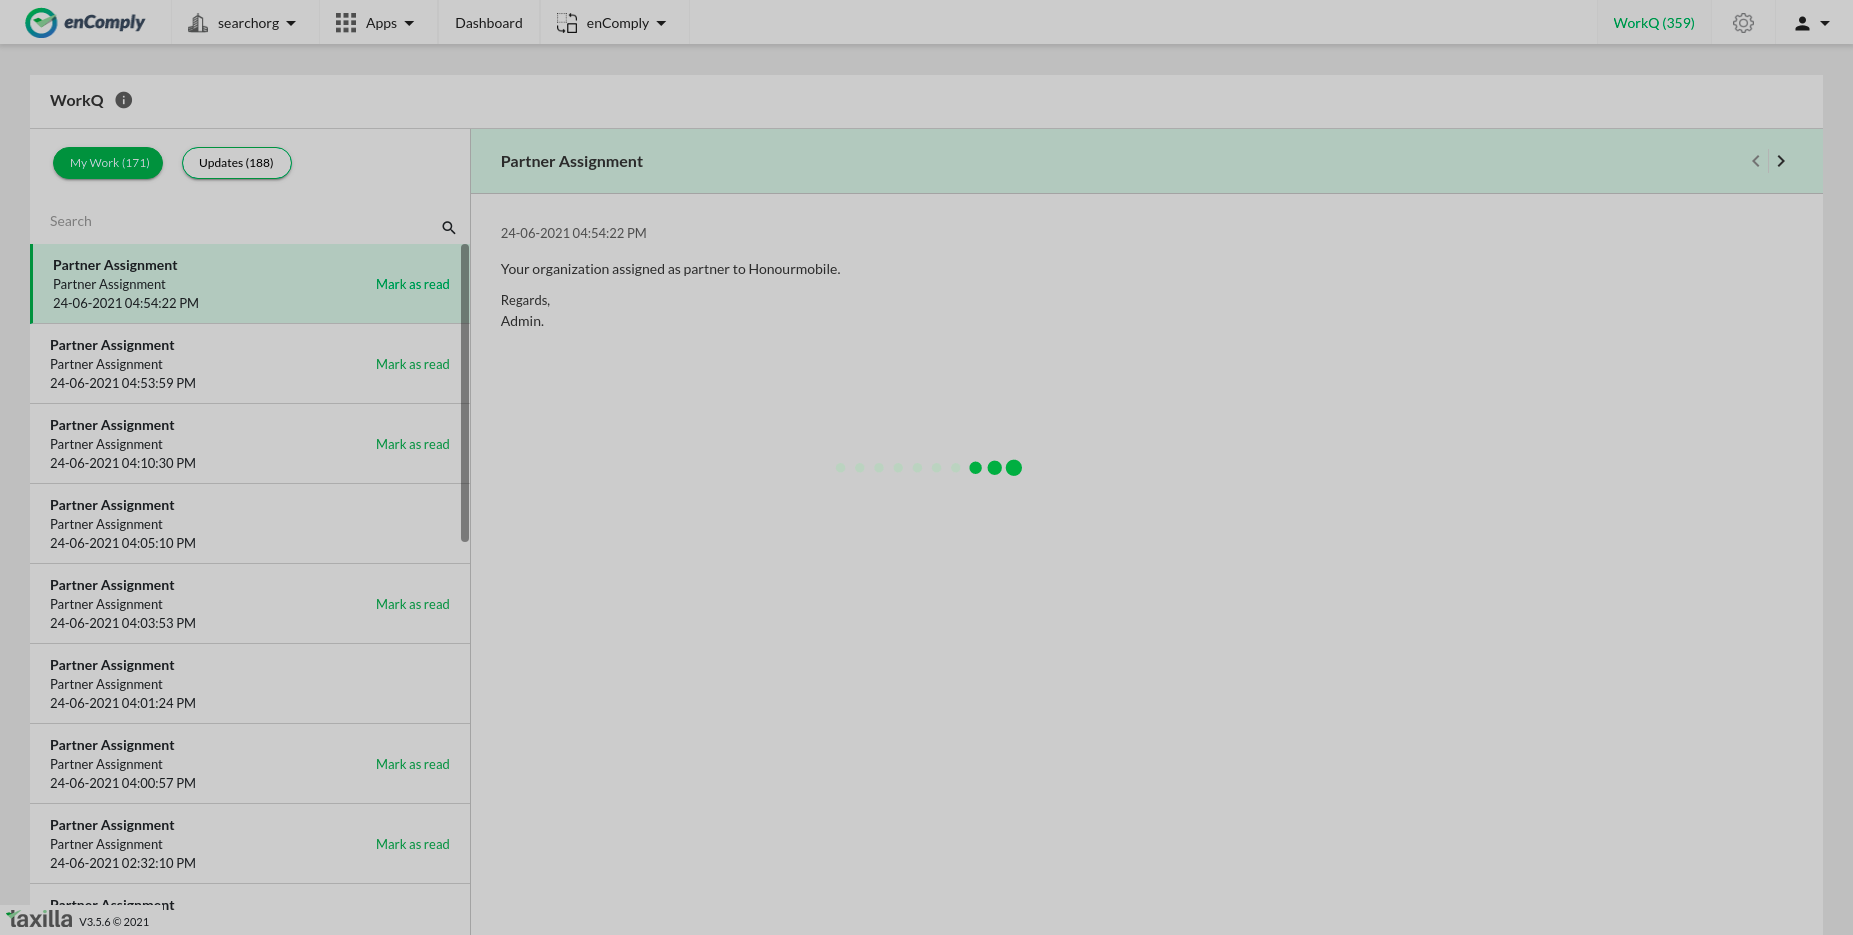 enComply
searchorg
Apps
Dashboard
enComply
WorkQ (359)
WorkQ
My Work (171)
Updates (188)
Search
Partner Assignment
Partner Assignment
Mark as read
24-06-2021 04:54:22 PM
Partner Assignment
Partner Assignment
Mark as read
24-06-2021 04:53:59 PM
Partner Assignment
Partner Assignment
Mark as read
24-06-2021 04:10:30 PM
Partner Assignment
Partner Assignment
24-06-2021 04:05:10 PM
Partner Assignment
Partner Assignment
Mark as read
24-06-2021 04:03:53 PM
Partner Assignment
Partner Assignment
24-06-2021 04:01:24 PM
Partner Assignment
Partner Assignment
Mark as read
24-06-2021 04:00:57 PM
Partner Assignment
Partner Assignment
Mark as read
24-06-2021 02:32:10 PM
Partner Assignment
Partner Assignment
24-06-2021 04:54:22 PM
Your organization assigned as partner to Honourmobile.
Regards,
Admin.
taxilla
V3.5.6 © 2021